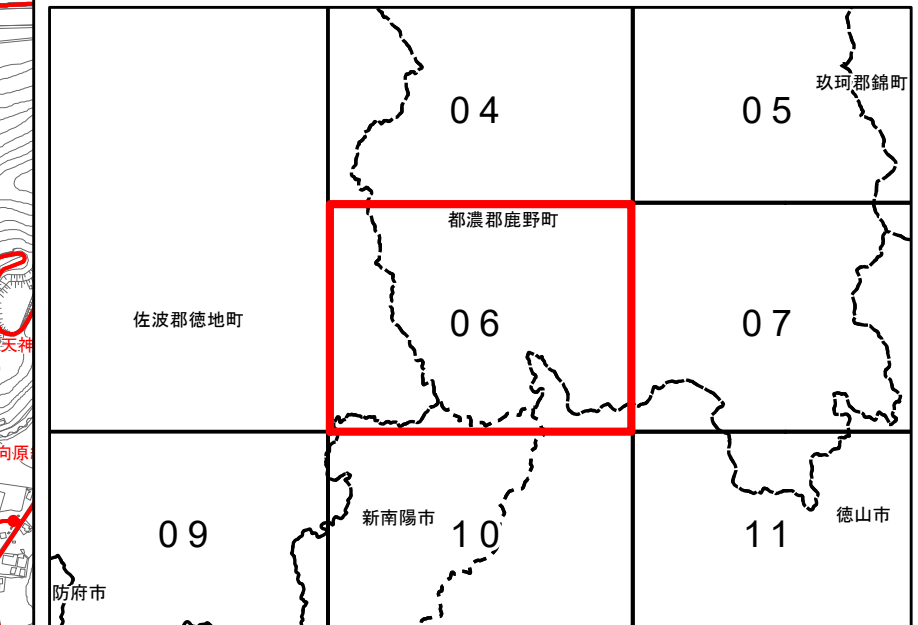 玖珂郡錦町
04
05
都濃郡鹿野町
佐波郡徳地町
06
07
天神
向原
新南陽市
徳山市
09
10
11
防府市